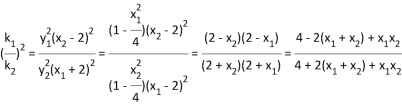 $(\frac{k_1}{k_2})^2 = \frac{y_1^2(x_2-2)^2}{y_2^2(x_1+2)^2} = \frac{(1-\frac{x_1^2}{4})(x_2-2)^2}{(1-\frac{x_2^2}{4})(x_1-2)^2} = \frac{(2-x_2)(2-x_1)}{(2+x_2)(2+x_1)} = \frac{4-2(x_1+x_2)+x_1x_2}{4+2(x_1+x_2)+x_1x_2}$